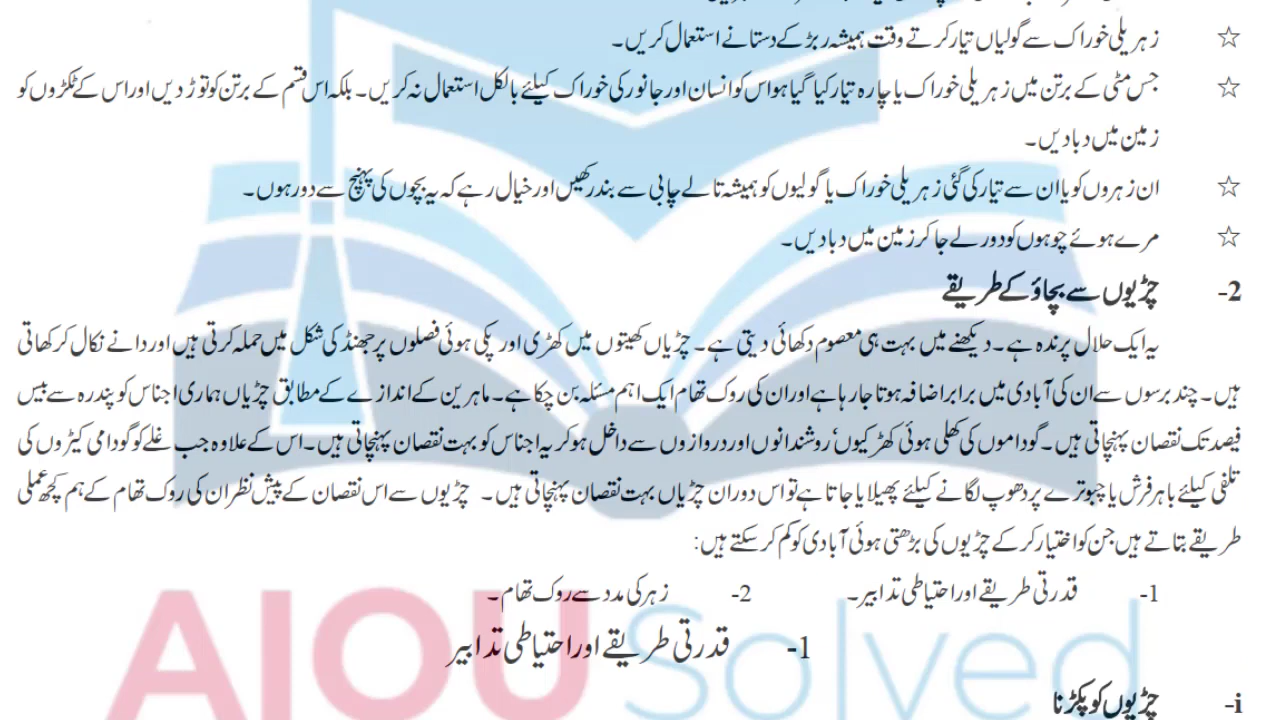 ☆ زہریلی خوراک سے گولیاں تیار کرتے وقت ہمیشہ ربڑ کے دستانے استعمال کریں۔
☆ جس مٹی کے برتن میں زہریلی خوراک یا چارہ تیار کیا گیا ہو اس کو انسان اور جانور کی خوراک کیلئے بالکل استعمال نہ کریں۔ بلکہ اس قسم کے برتن کو توڑ دیں اور اس کے ٹکڑوں کو
زمین میں دبا دیں۔
☆ ان زہروں کو یا ان سے تیار کی گئی زہریلی خوراک یا گولیوں کو ہمیشہ تالے چابی سے بند رکھیں اور خیال رہے کہ یہ بچوں کی پہنچ سے دور ہوں۔
☆ مرے ہوئے چوہوں کو دور لے جا کر زمین میں دبا دیں۔
2- چڑیوں سے بچاؤ کے طریقے
یہ ایک حلال پرندہ ہے۔ دیکھنے میں بہت ہی معصوم دکھائی دیتی ہے۔ چڑیاں کھیتوں میں کھڑی اور پکی ہوئی فصلوں پر جھنڈ کی شکل میں حملہ کرتی ہیں اور دانے نکال کر کھاتی
ہیں۔ چند برسوں سے ان کی آبادی میں برابر اضافہ ہوتا جا رہا ہے اور ان کی روک تھام ایک اہم مسئلہ بن چکا ہے۔ ماہرین کے اندازے کے مطابق چڑیاں ہماری اجناس کو پندرہ سے بیس
فیصد تک نقصان پہنچاتی ہیں۔ گوداموں کی کھلی ہوئی کھڑکیوں‘ روشندانوں اور دروازوں سے داخل ہو کر یہ اجناس کو بہت نقصان پہنچاتی ہیں۔ اس کے علاوہ جب غلے کو گودامی کیڑوں کی
تلفی کیلئے باہر فرش یا چبوترے پر دھوپ لگانے کیلئے پھیلایا جاتا ہے تو اس دوران چڑیاں بہت نقصان پہنچاتی ہیں۔ چڑیوں سے اس نقصان کے پیش نظر ان کی روک تھام کے ہم کچھ عملی
طریقے بتاتے ہیں جن کو اختیار کر کے چڑیوں کی بڑھتی ہوئی آبادی کو کم کر سکتے ہیں:
1- قدرتی طریقے اور احتیاطی تدابیر۔ 2- زہر کی مدد سے روک تھام۔
1- قدرتی طریقے اور احتیاطی تدابیر
i- چڑیوں کو پکڑنا
AIOU Solved